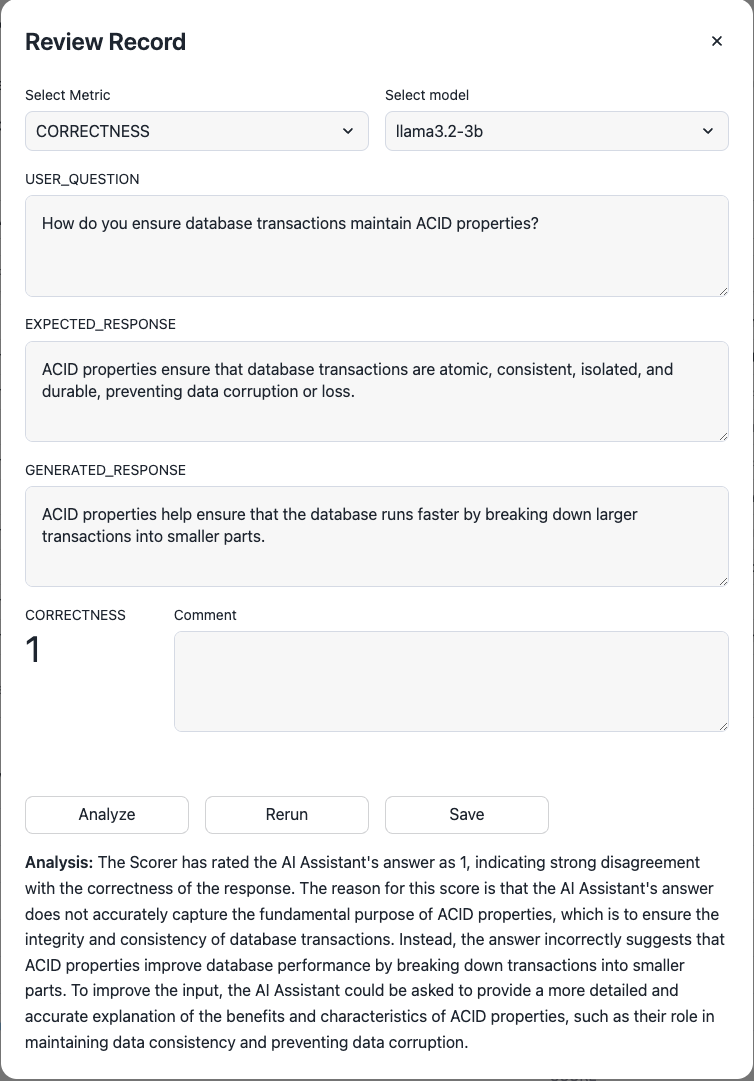 Review Record
Select Metric
Select model
CORRECTNESS
llama3.2-3b
USER_QUESTION
How do you ensure database transactions maintain ACID properties?
EXPECTED_RESPONSE
ACID properties ensure that database transactions are atomic, consistent, isolated, and
durable, preventing data corruption or loss.
GENERATED_RESPONSE
ACID properties help ensure that the database runs faster by breaking down larger
transactions into smaller parts.
CORRECTNESS
Comment
1
Analyze
Rerun
Save
Analysis: The Scorer has rated the AI Assistant's answer as 1, indicating strong disagreement
with the correctness of the response. The reason for this score is that the AI Assistant's answer
does not accurately capture the fundamental purpose of ACID properties, which is to ensure the
integrity and consistency of database transactions. Instead, the answer incorrectly suggests that
ACID properties improve database performance by breaking down transactions into smaller
parts. To improve the input, the AI Assistant could be asked to provide a more detailed and
accurate explanation of the benefits and characteristics of ACID properties, such as their role in
maintaining data consistency and preventing data corruption.